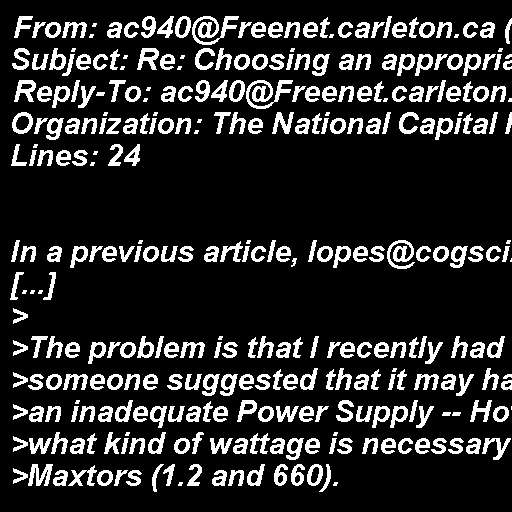 From: ac940@Freenet.carleton.ca (
Subject: Re: Choosing an appropria
Reply-To: ac940@Freenet.carleton.
Organization: The National Capital
Lines: 24
In a previous article, lopes@cogsci.
[...]
>
>The problem is that I recently had
>someone suggested that it may ha
>an inadequate Power Supply -- Ho
>what kind of wattage is necessary
>Maxtors (1.2 and 660).